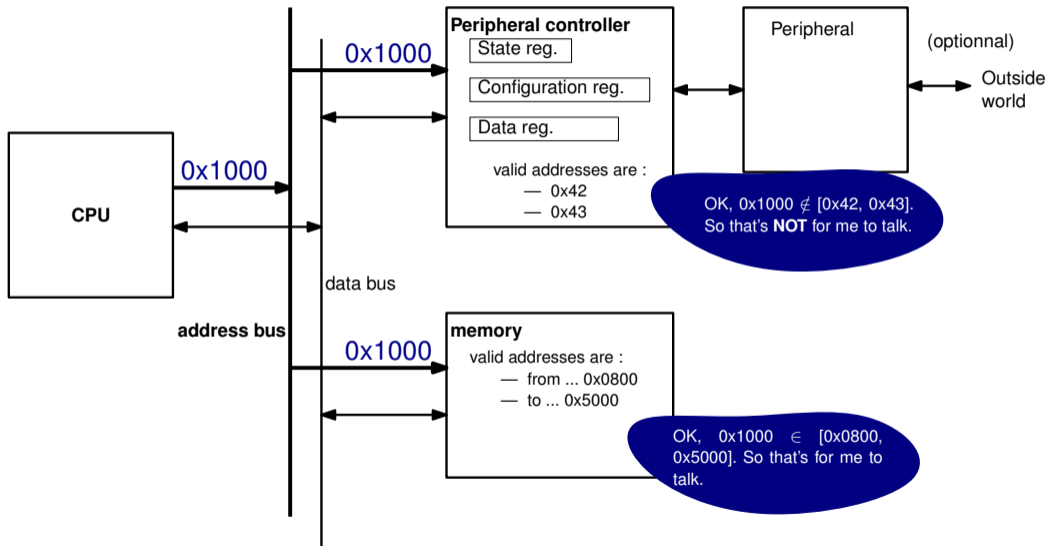 Peripheral controller
State reg.
Configuration reg.
Data reg.
valid addresses are :
— 0x42
— 0x43
0x1000
Peripheral
(optionnal)
Outside
world
OK, 0x1000 ∉ [0x42, 0x43].
So that's NOT for me to talk.
CPU
0x1000
data bus
address bus
0x1000
memory
valid addresses are :
— from ... 0x0800
— to ... 0x5000
OK, 0x1000 ∈ [0x0800,
0x5000]. So that's for me to
talk.